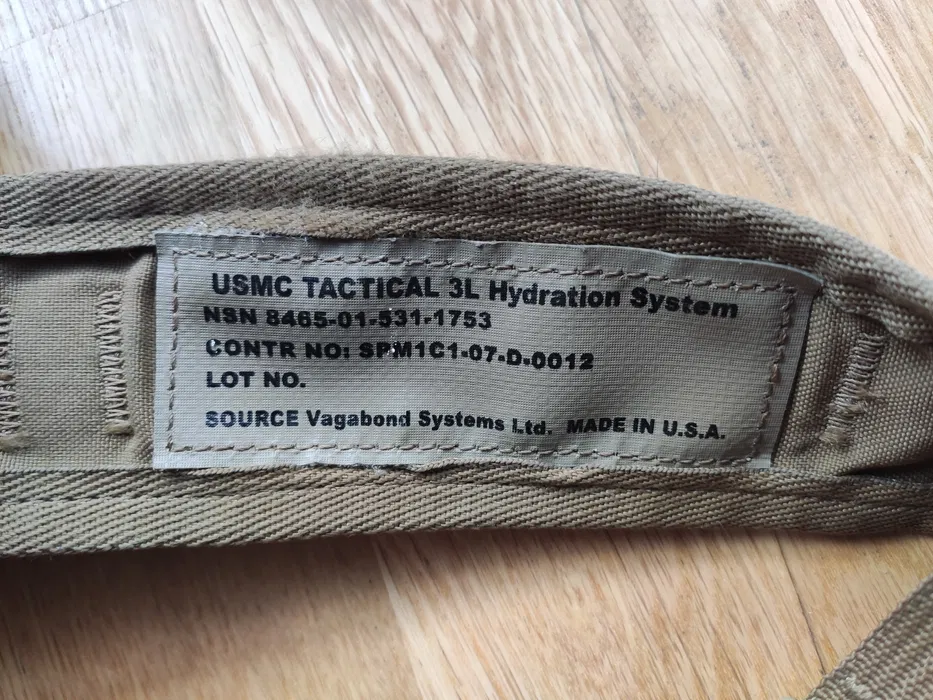 USMC TACTICAL 3L Hydration System
NSN 8465-01-531-1753
CONTR NO: SPM1C1-07-D-0012
LOT NO.
SOURCE Vagabond Systems Ltd. MADE IN U.S.A.